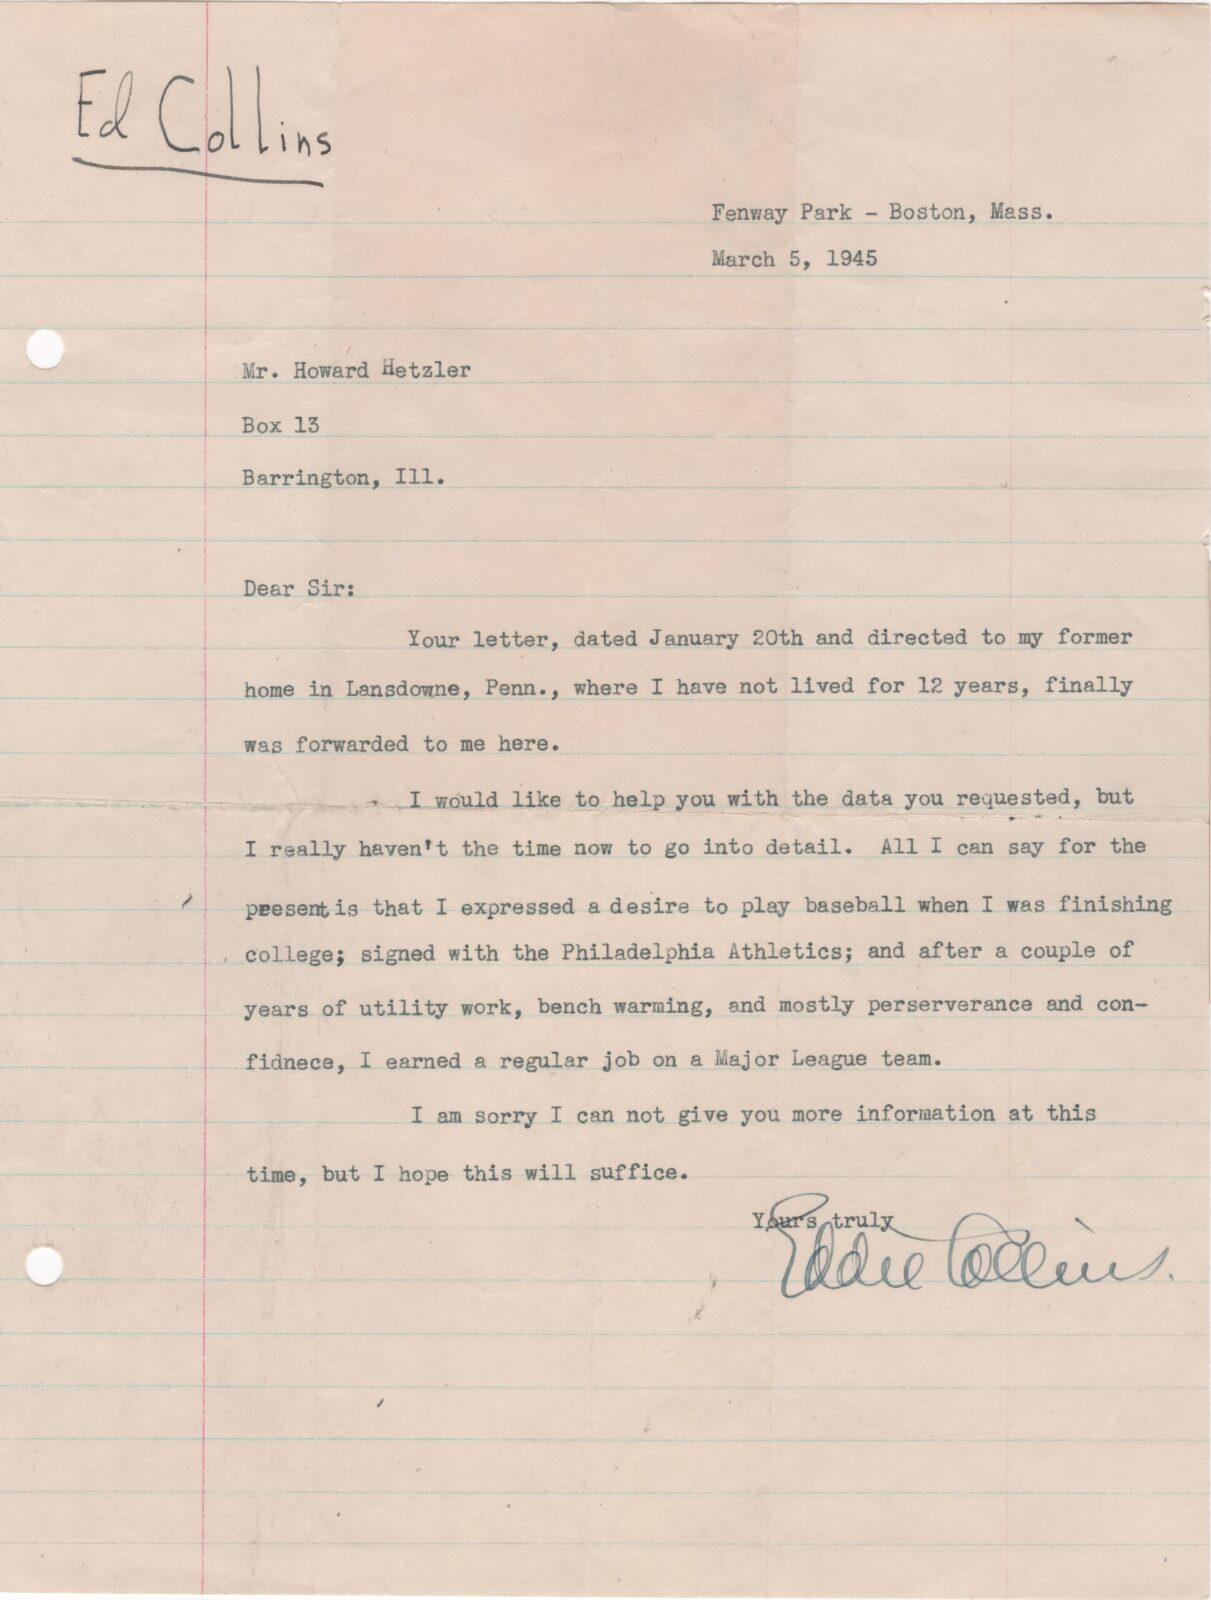 Ed Collins
Fenway Park - Boston, Mass.
March 5, 1945
Mr. Howard Hetzler
Box 13
Barrington, Ill.
Dear Sir:
Your letter, dated January 20th and directed to my former
home in Lansdowne, Penn., where I have not lived for 12 years, finally
was forwarded to me here.
I would like to help you with the data you requested, but
I really haven't the time now to go into detail. All I can say for the
present is that I expressed a desire to play baseball when I was finishing
college; signed with the Philadelphia Athletics; and after a couple of
years of utility work, bench warming, and mostly perserverance and con-
fidnece, I earned a regular job on a Major League team.
I am sorry I can not give you more information at this
time, but I hope this will suffice.
Yours truly
Eddie Collins.